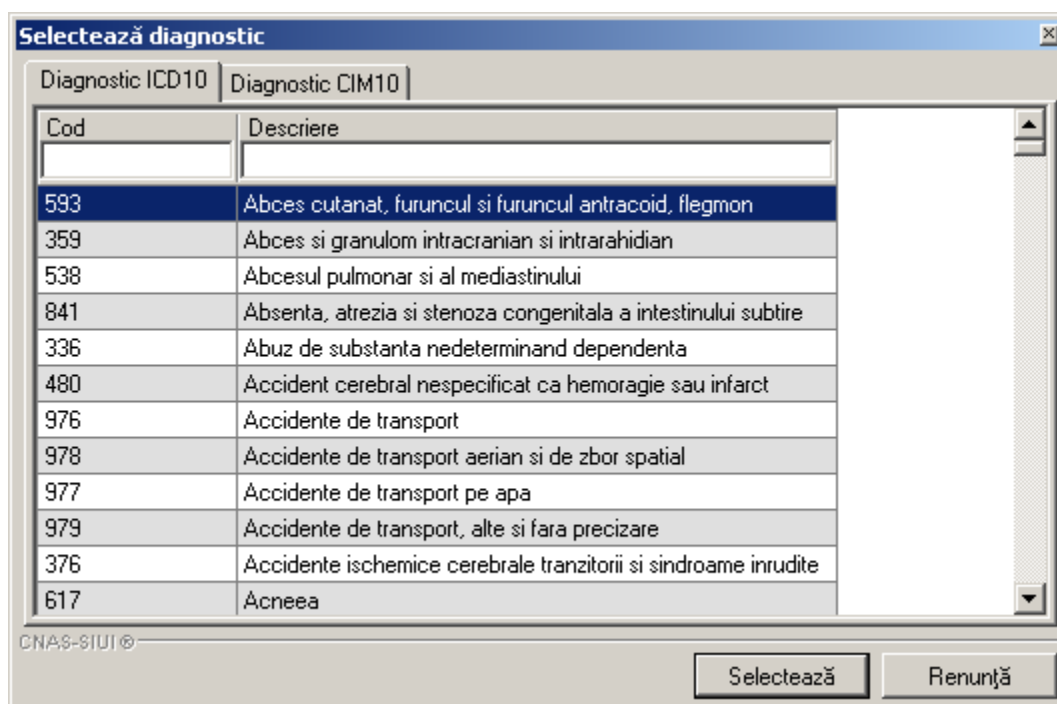 Selectează diagnostic
Diagnostic ICD10 Diagnostic CIM10
Cod Descriere
593 Abces cutanat, furuncul si furuncul antracoid, flegmon
359 Abces si granulom intracranian si intrarahidian
538 Abcesul pulmonar si al mediastinului
841 Absenta, atrezia si stenoza congenitala a intestinului subtire
336 Abuz de substanta nedeterminand dependenta
480 Accident cerebral nespecificat ca hemoragie sau infarct
976 Accidente de transport
978 Accidente de transport aerian si de zbor spatial
977 Accidente de transport pe apa
979 Accidente de transport, alte si fara precizare
376 Accidente ischemice cerebrale tranzitorii si sindroame inrudite
617 Acneea
CNAS-SIUI ®
Selectează Renunţă